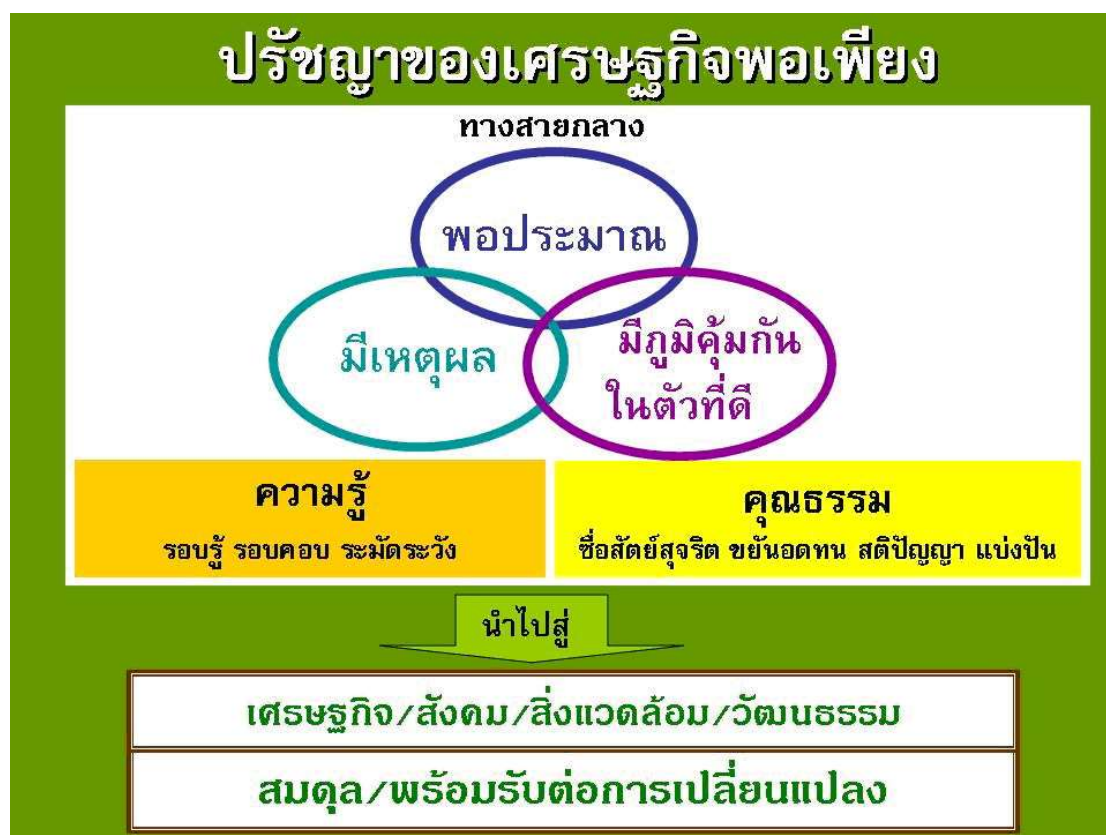 ปรัชญาของเศรษฐกิจพอเพียง
ทางสายกลาง
พอประมาณ
มีเหตุผล
มีภูมิคุ้มกัน
ในตัวที่ดี
ความรู้
รอบรู้ รอบคอบ ระมัดระวัง
คุณธรรม
ซื่อสัตย์สุจริต ขยันอดทน สติปัญญา แบ่งปัน
นำไปสู่
เศรษฐกิจ/สังคม/สิ่งแวดล้อม/วัฒนธรรม
สมดุล/พร้อมรับต่อการเปลี่ยนแปลง